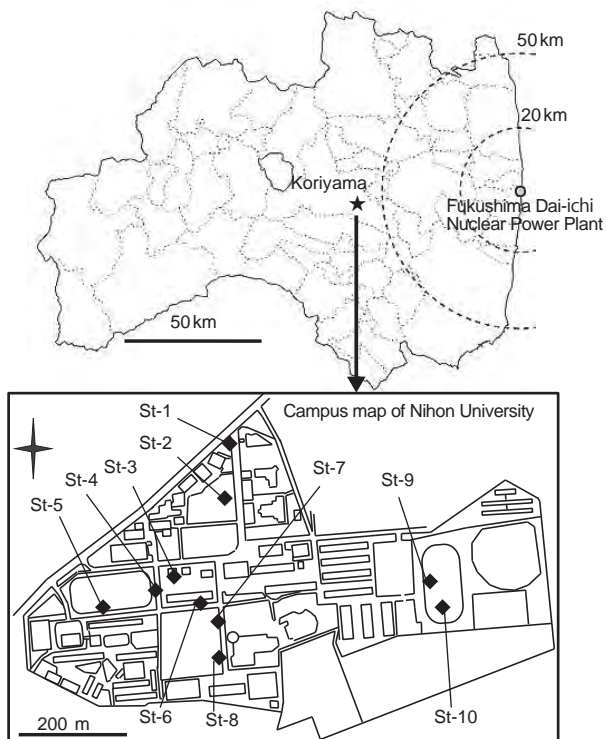 50 km
20 km
Koriyama
Fukushima Dai-ichi
Nuclear Power Plant
50 km
Campus map of Nihon University
St-1
St-2
St-3
St-4
St-5
St-7
St-9
St-6
St-8
St-10
200 m